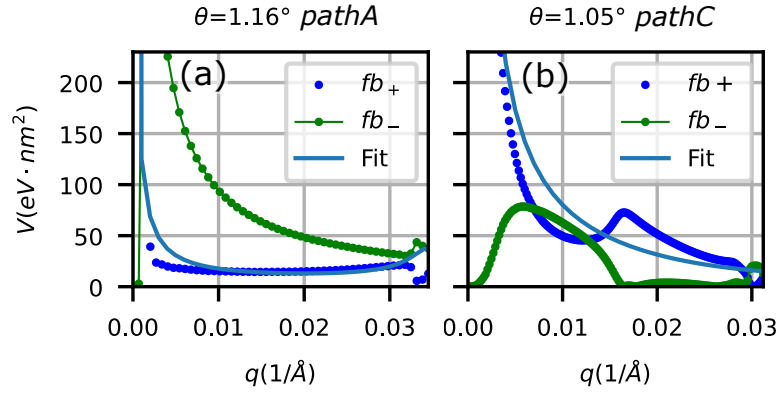 θ=1.16° pathA
θ=1.05° pathC
V(eV · nm²)
200
150
100
50
0
(a)
fb₊
fb₋
Fit
(b)
fb+
fb₋
Fit
0.00 0.01 0.02 0.03
0.00 0.01 0.02 0.03
q(1/Å)
q(1/Å)